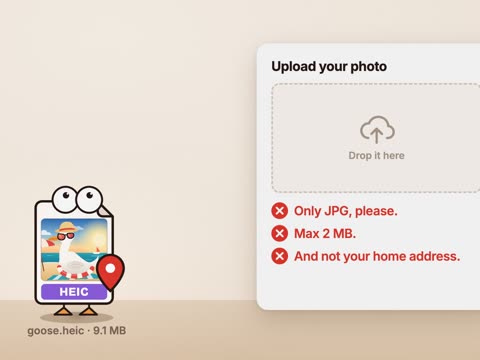 Upload your photo
Drop it here
Only JPG, please.
Max 2 MB.
And not your home address.
HEIC
goose.heic · 9.1 MB